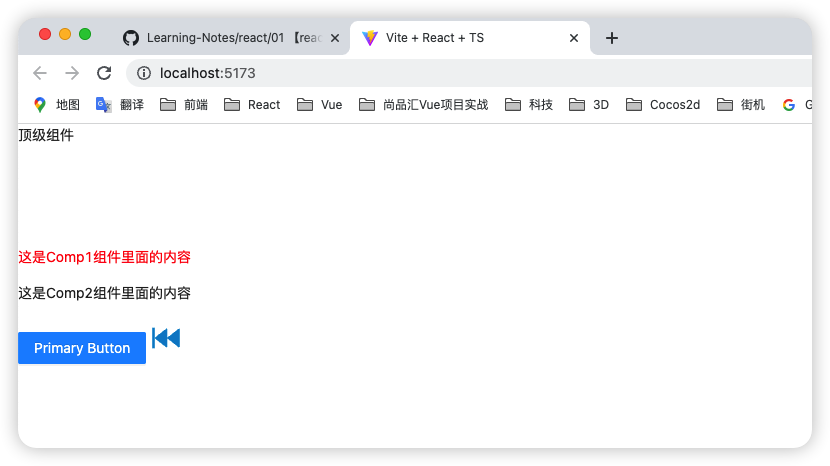 Learning-Notes/react/01 【reac
Vite + React + TS
localhost:5173
地图 翻译 前端 React Vue 尚品汇Vue项目实战 科技 3D Cocos2d 街机 G
顶级组件
这是Comp1组件里面的内容
这是Comp2组件里面的内容
Primary Button